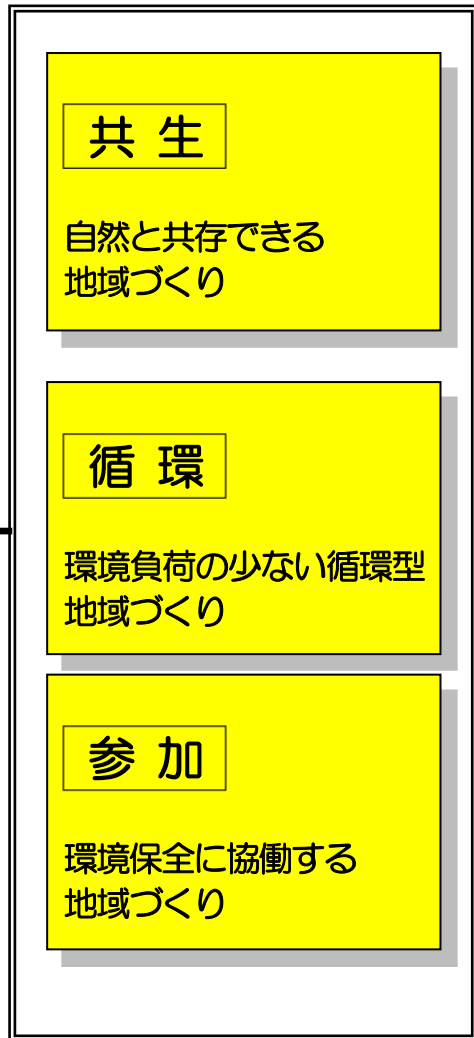 共生
自然と共存できる
地域づくり
循環
環境負荷の少ない循環型
地域づくり
参加
環境保全に協働する
地域づくり